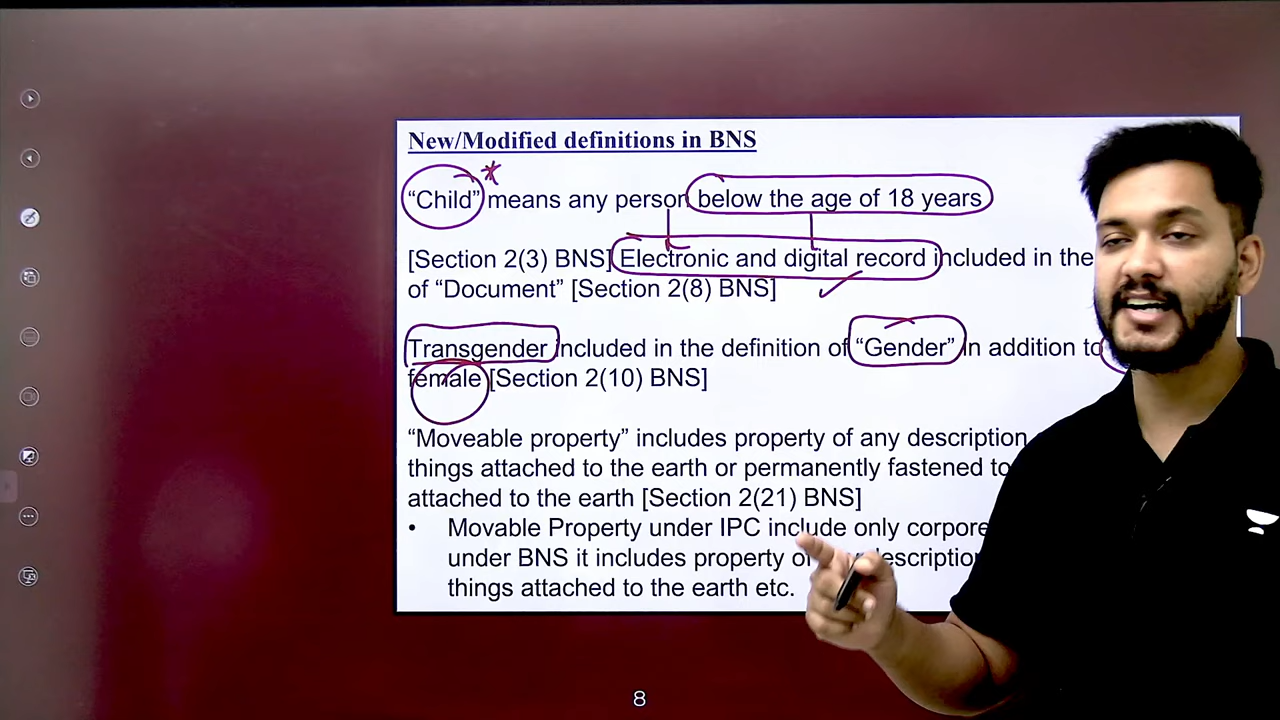 New/Modified definitions in BNS
“Child” means any person below the age of 18 years
[Section 2(3) BNS] Electronic and digital record included in the
of “Document” [Section 2(8) BNS]
Transgender included in the definition of “Gender” in addition to
female [Section 2(10) BNS]
“Moveable property” includes property of any description
things attached to the earth or permanently fastened to
attached to the earth [Section 2(21) BNS]
• Movable Property under IPC include only
under BNS it includes property of description
things attached to the earth etc.
8